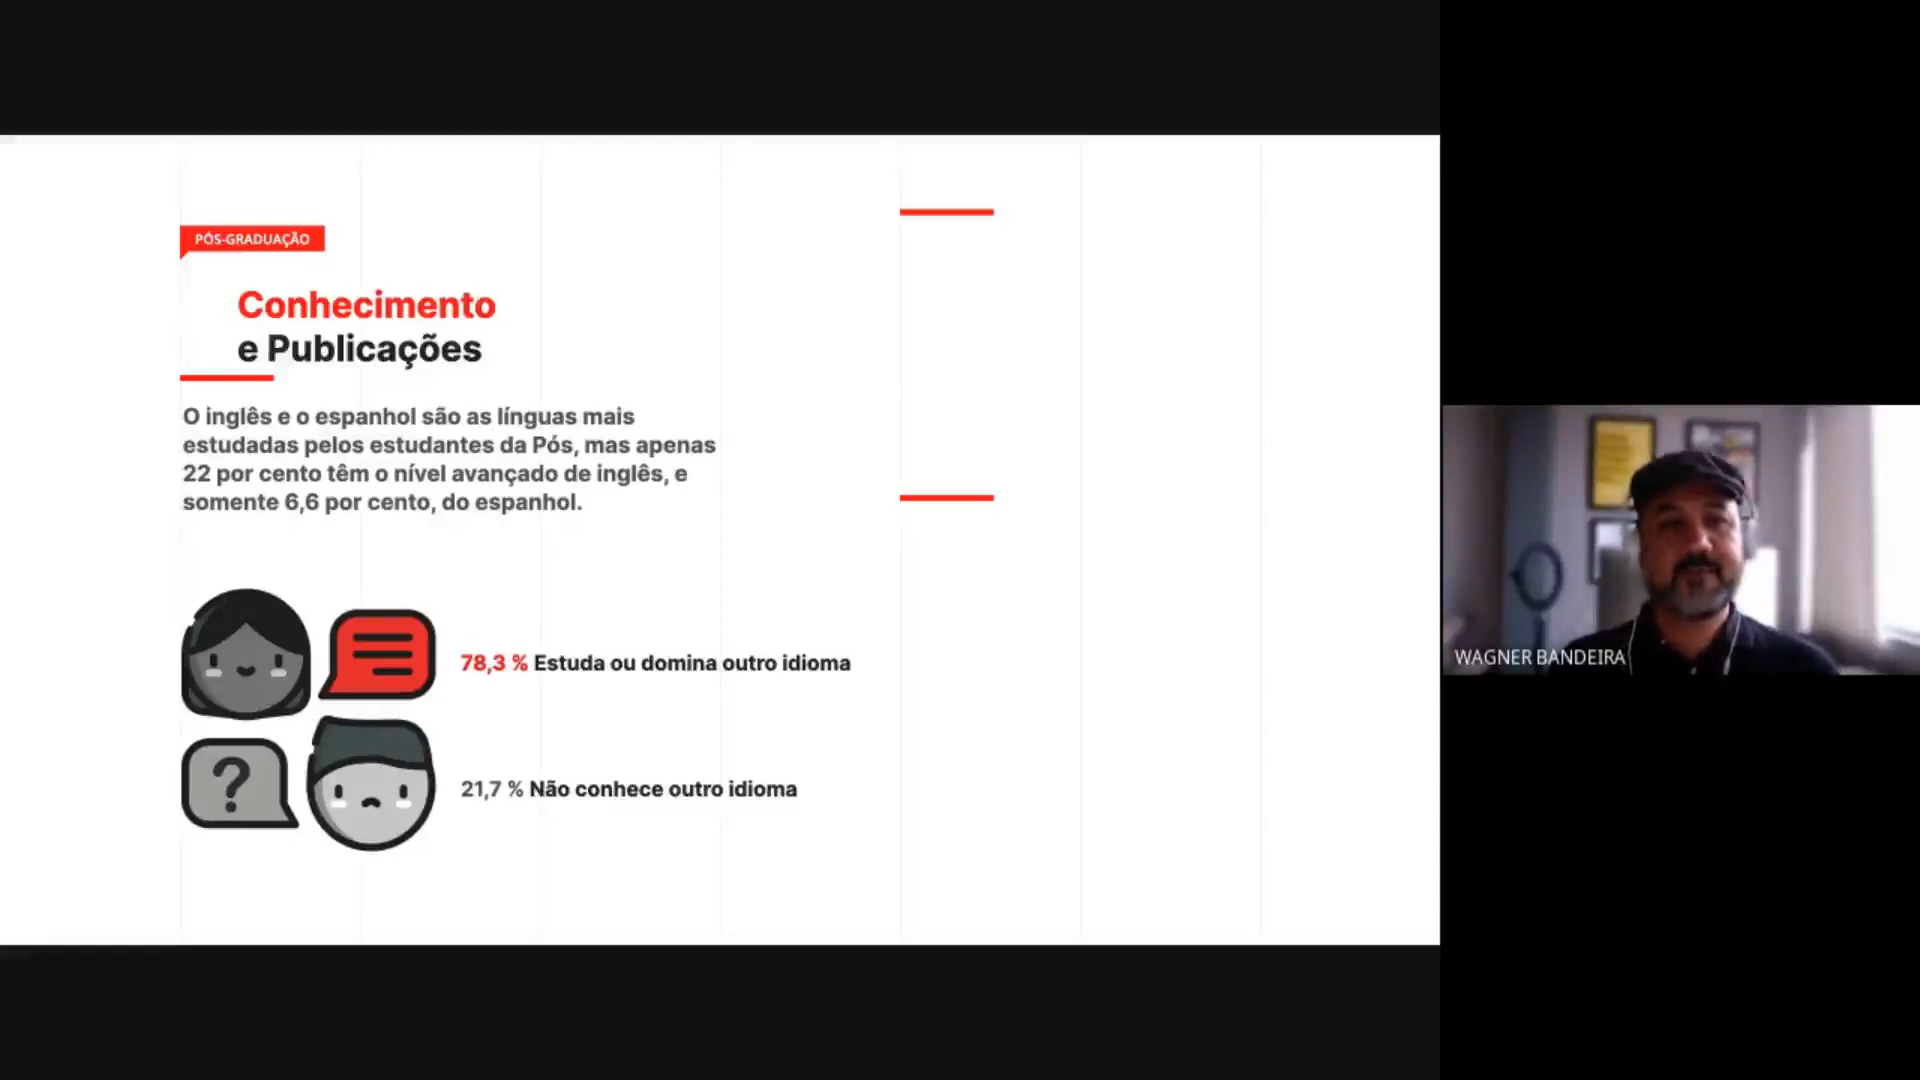 PÓS-GRADUAÇÃO
Conhecimento
e Publicações
O inglês e o espanhol são as línguas mais
estudadas pelos estudantes da Pós, mas apenas
22 por cento têm o nível avançado de inglês, e
somente 6,6 por cento, do espanhol.
78,3 % Estuda ou domina outro idioma
?
21,7 % Não conhece outro idioma
WAGNER BANDEIRA